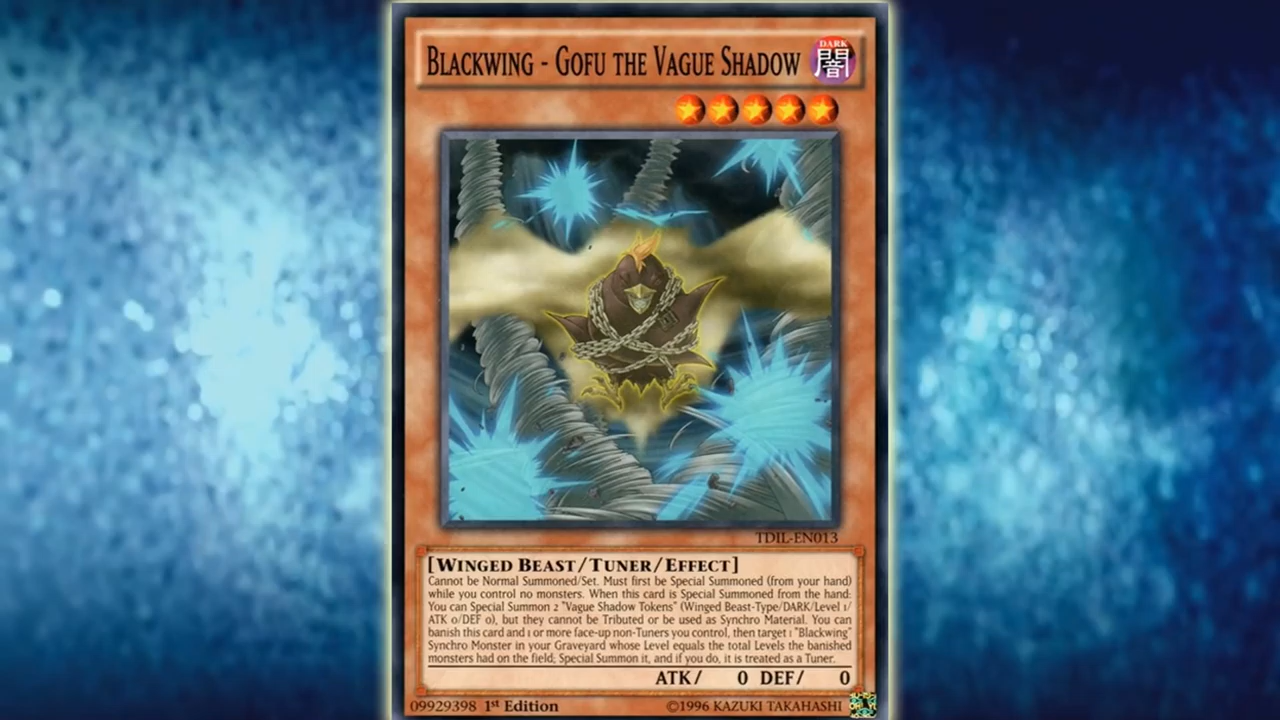 Blackwing - Gofu the Vague Shadow
DARK
闇
TDIL-EN013
[Winged Beast/Tuner/Effect]
Cannot be Normal Summoned/Set. Must first be Special Summoned (from your hand)
while you control no monsters. When this card is Special Summoned from the hand:
You can Special Summon 2 "Vague Shadow Tokens" (Winged Beast-Type/DARK/Level 1/
ATK 0/DEF 0), but they cannot be Tributed or be used as Synchro Material. You can
banish this card and 1 or more face-up non-Tuners you control, then target 1 "Blackwing"
Synchro Monster in your Graveyard whose Level equals the total Levels the banished
monsters had on the field; Special Summon it, and if you do, it is treated as a Tuner.
ATK/ 0 DEF/ 0
09929398 1st Edition ©1996 KAZUKI TAKAHASHI